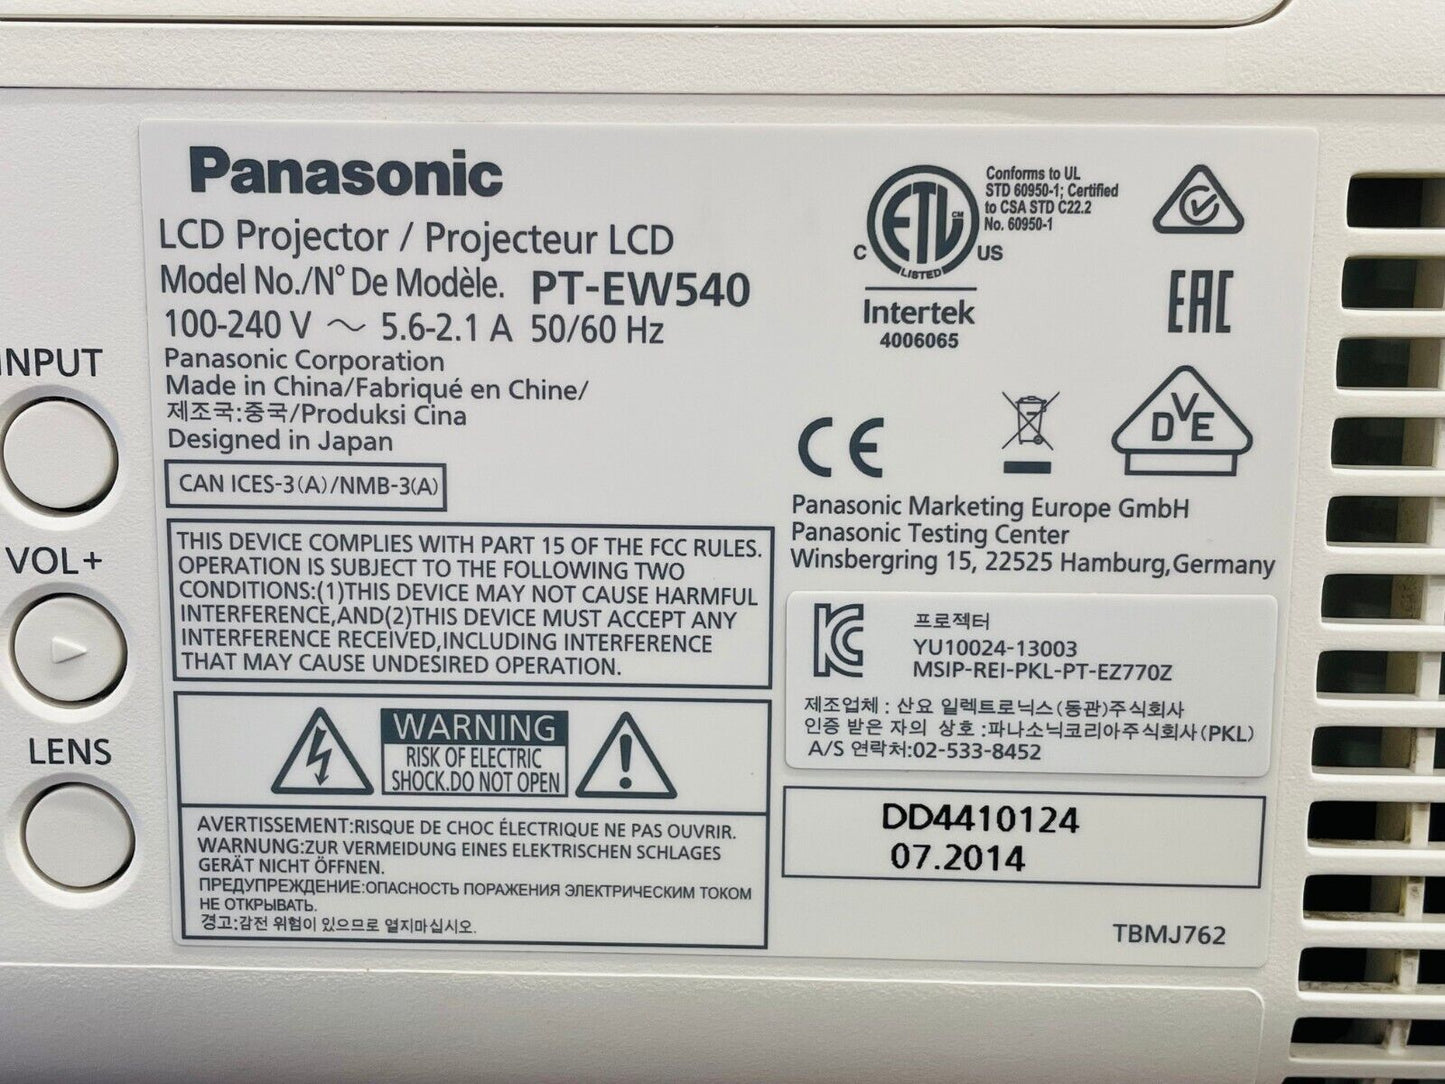 INPUT
VOL+
LENS
Panasonic
LCD Projector / Projecteur LCD
Model No./N° De Modèle. PT-EW540
100-240 V ~ 5.6-2.1 A 50/60 Hz
Panasonic Corporation
Made in China/Fabriqué en Chine/
제조국:중국/Produksi Cina
Designed in Japan
CAN ICES-3(A)/NMB-3(A)
THIS DEVICE COMPLIES WITH PART 15 OF THE FCC RULES.
OPERATION IS SUBJECT TO THE FOLLOWING TWO
CONDITIONS:(1)THIS DEVICE MAY NOT CAUSE HARMFUL
INTERFERENCE,AND(2)THIS DEVICE MUST ACCEPT ANY
INTERFERENCE RECEIVED,INCLUDING INTERFERENCE
THAT MAY CAUSE UNDESIRED OPERATION.
WARNING
RISK OF ELECTRIC
SHOCK.DO NOT OPEN
AVERTISSEMENT:RISQUE DE CHOC ÉLECTRIQUE NE PAS OUVRIR.
WARNUNG:ZUR VERMEIDUNG EINES ELEKTRISCHEN SCHLAGES
GERÄT NICHT ÖFFNEN.
ПРЕДУПРЕЖДЕНИЕ:ОПАСНОСТЬ ПОРАЖЕНИЯ ЭЛЕКТРИЧЕСКИМ ТОКОМ
НЕ ОТКРЫВАТЬ.
경고:감전 위험이 있으므로 열지마십시오.
ETL CM
LISTED
C US
Intertek
4006065
Conforms to UL
STD 60950-1; Certified
to CSA STD C22.2
No. 60950-1
EAC
CE
DVE
Panasonic Marketing Europe GmbH
Panasonic Testing Center
Winsbergring 15, 22525 Hamburg,Germany
KC
프로젝터
YU10024-13003
MSIP-REI-PKL-PT-EZ770Z
제조업체 : 산요 일렉트로닉스(동관)주식회사
인증 받은 자의 상호 :파나소닉코리아주식회사(PKL)
A/S 연락처:02-533-8452
DD4410124
07.2014
TBMJ762